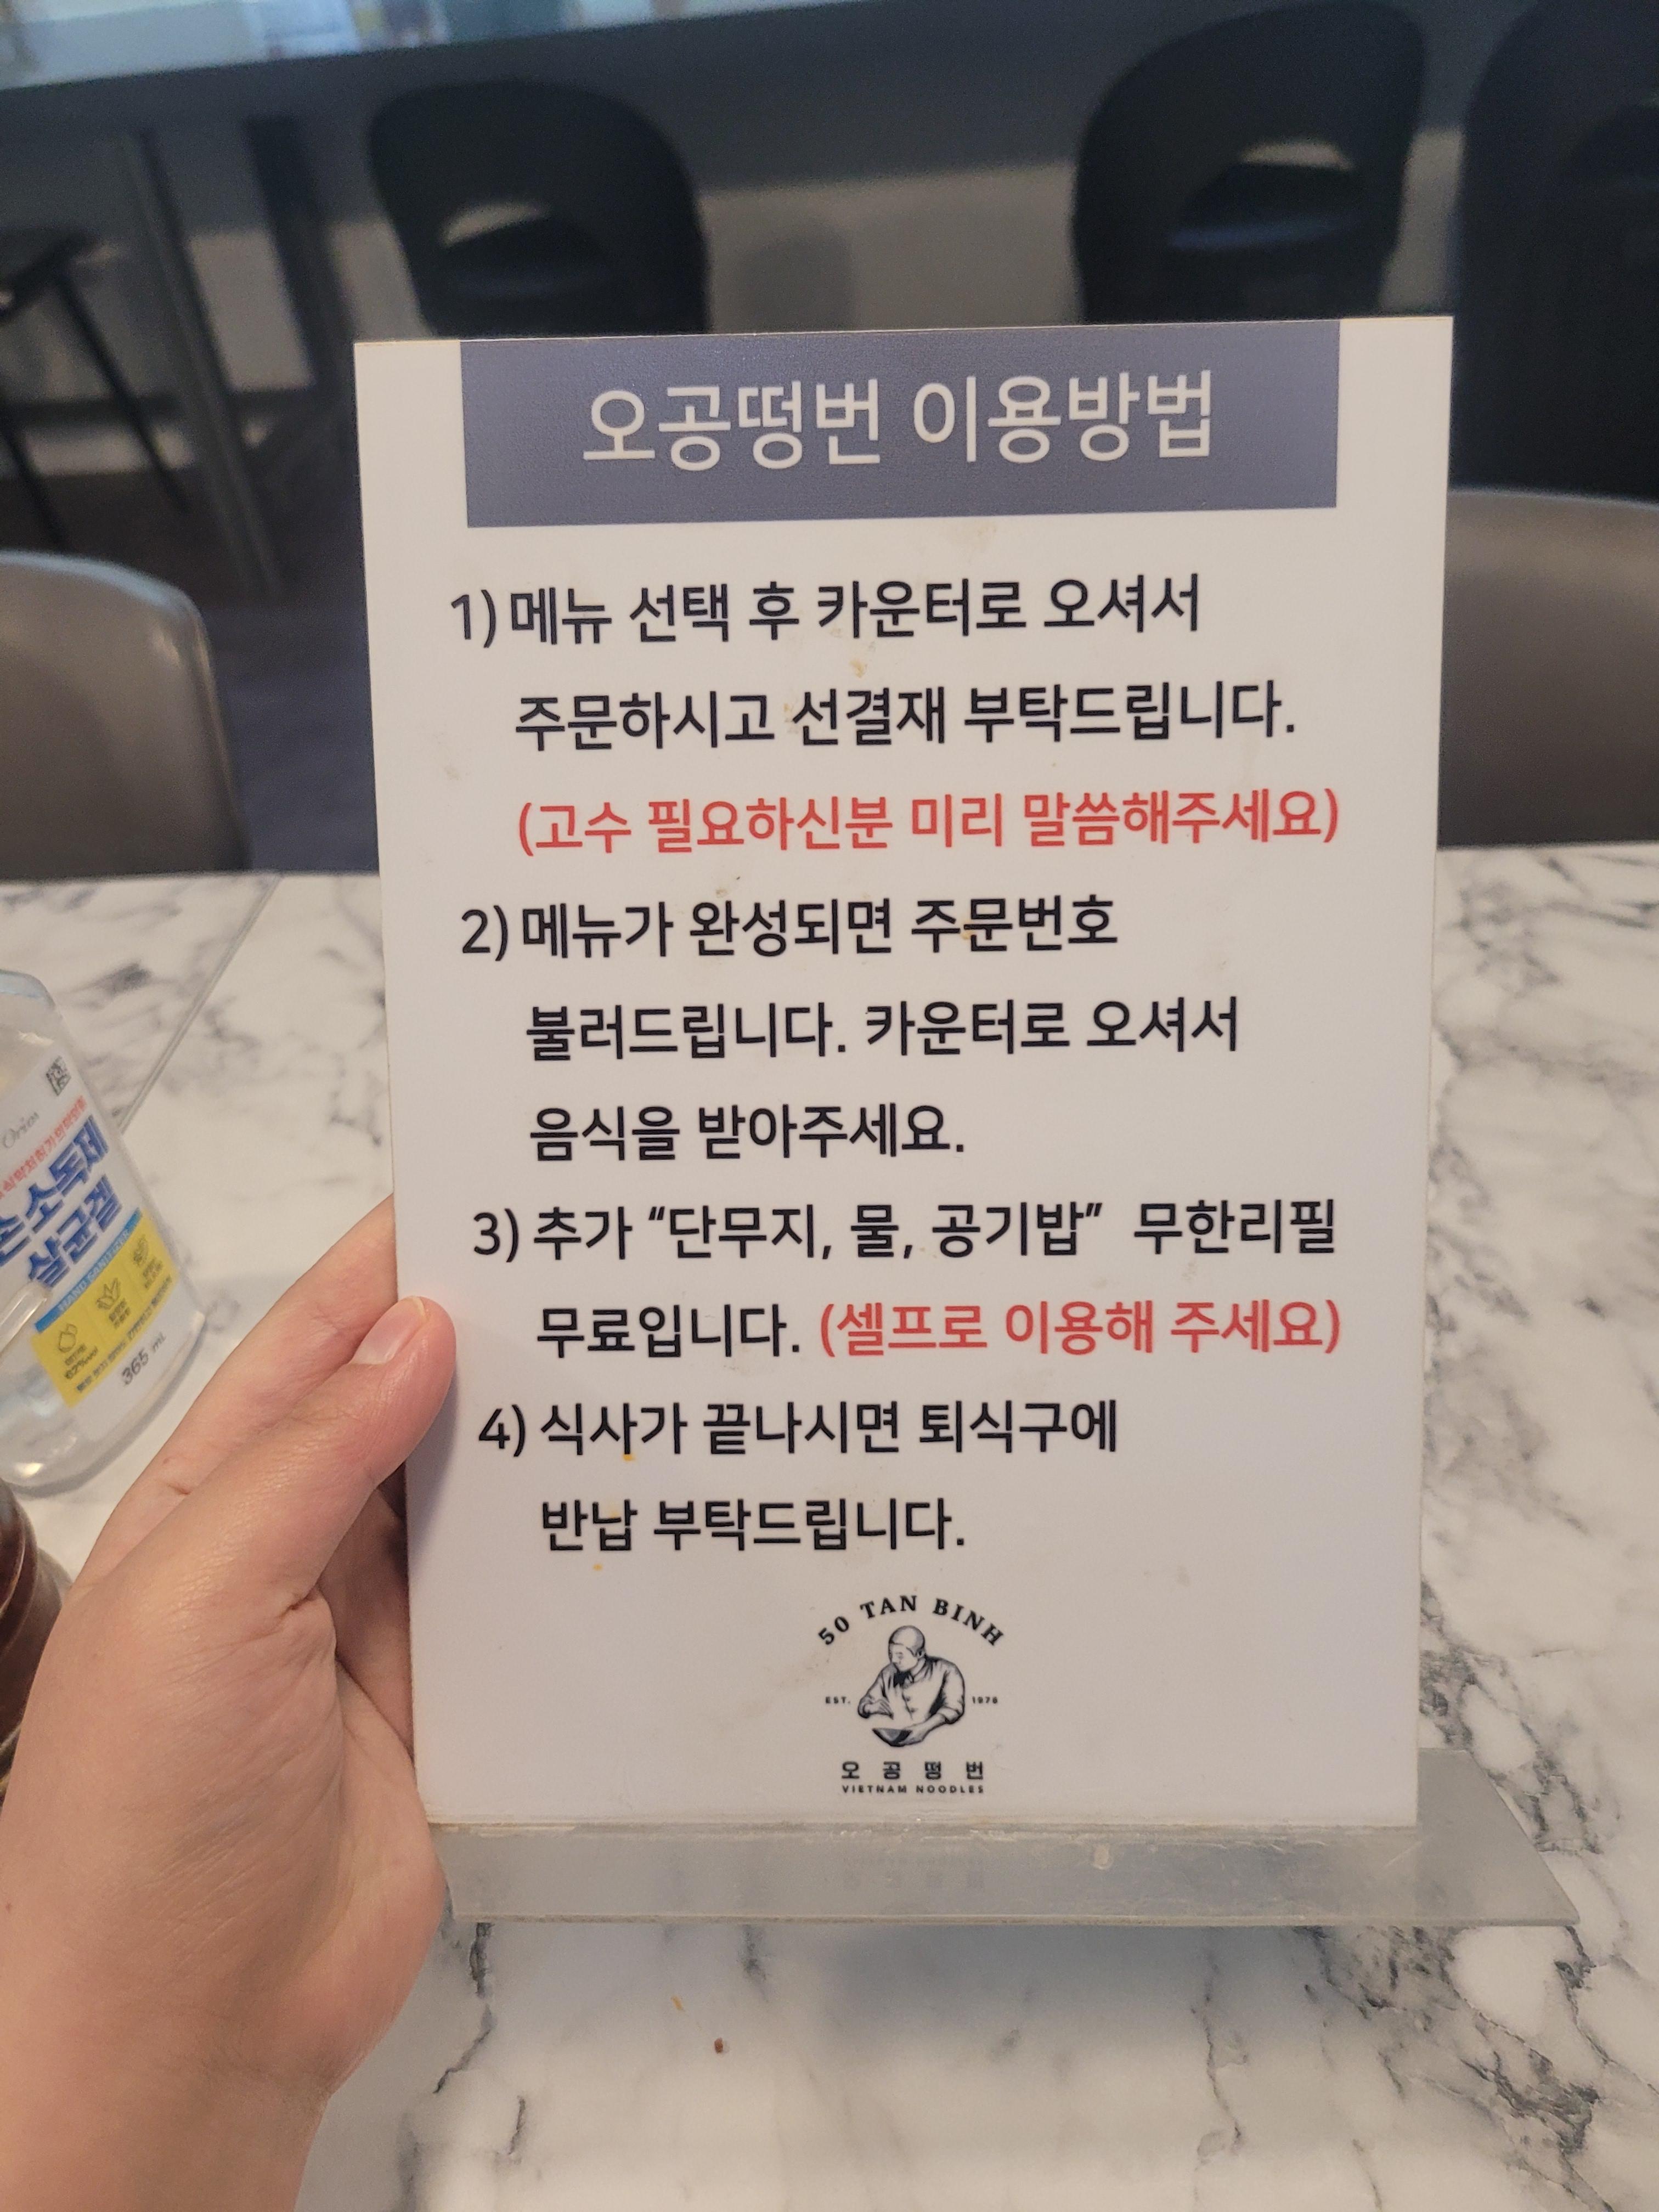 오공떵번 이용방법
1) 메뉴 선택 후 카운터로 오셔서
주문하시고 선결재 부탁드립니다.
(고수 필요하신분 미리 말씀해주세요)
2) 메뉴가 완성되면 주문번호
불러드립니다. 카운터로 오셔서
음식을 받아주세요.
3) 추가 “단무지, 물, 공기밥” 무한리필
무료입니다. (셀프로 이용해 주세요)
4) 식사가 끝나시면 퇴식구에
반납 부탁드립니다.
50 TAN BINH
EST. 1978
오공떵번
VIETNAM NOODLES
손소독제
살균겔
HAND SANITIZER
365 ml